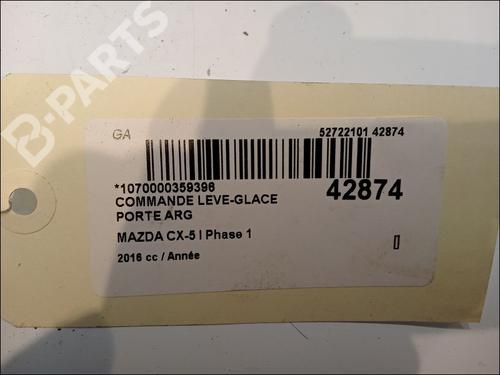 B-PARTS
GA
52722101 42874
*1070000359396
42874
COMMANDE LEVE-GLACE
PORTE ARG
MAZDA CX-5 I Phase 1
2016 cc / Année